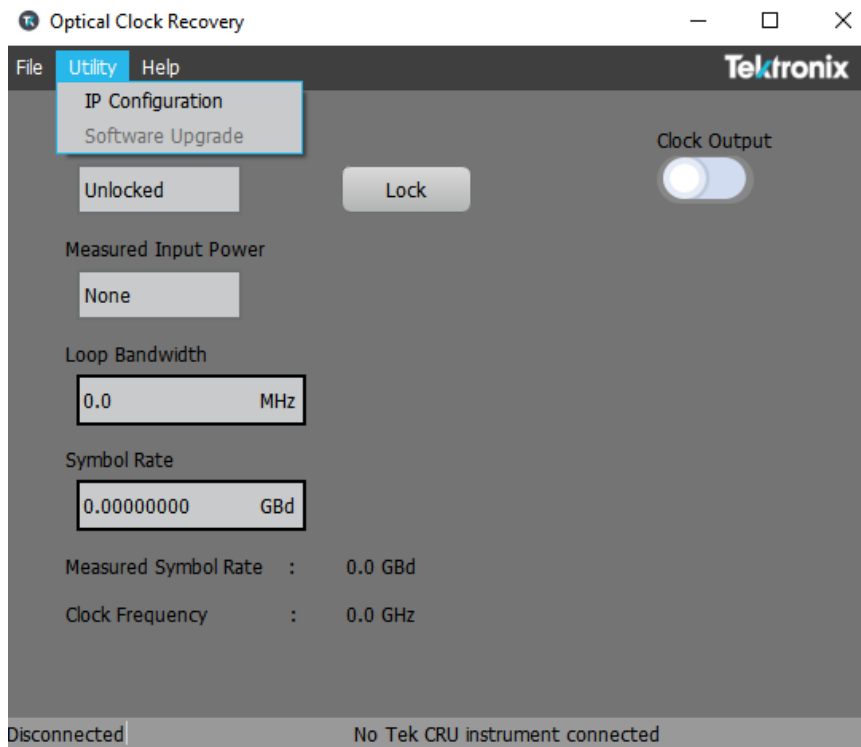 Optical Clock Recovery
File Utility Help Tektronix
IP Configuration
Software Upgrade
Clock Output
Unlocked Lock
Measured Input Power
None
Loop Bandwidth
0.0 MHz
Symbol Rate
0.00000000 GBd
Measured Symbol Rate : 0.0 GBd
Clock Frequency : 0.0 GHz
Disconnected No Tek CRU instrument connected